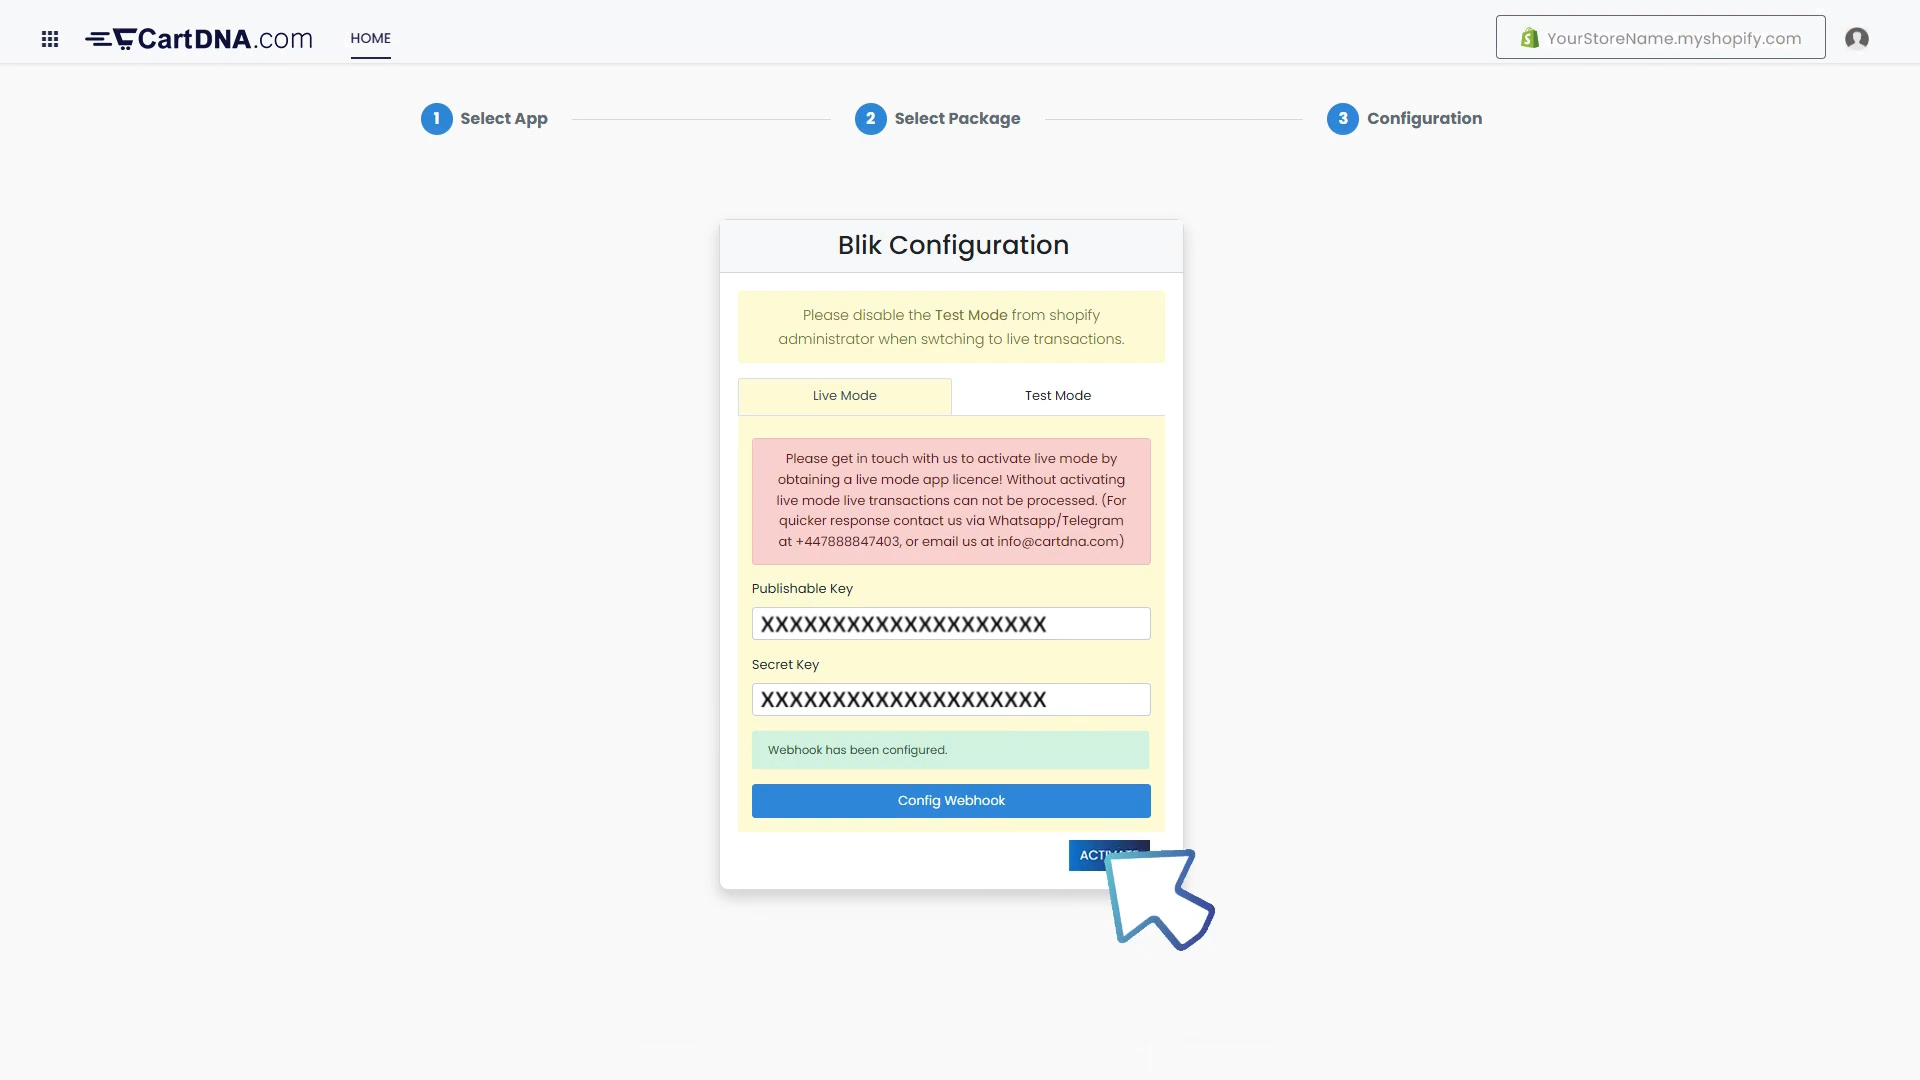 CartDNA.com
HOME
YourStoreName.myshopify.com
1 Select App
2 Select Package
3 Configuration
Blik Configuration
Please disable the Test Mode from shopify
administrator when swtching to live transactions.
Live Mode
Test Mode
Please get in touch with us to activate live mode by
obtaining a live mode app licence! Without activating
live mode live transactions can not be processed. (For
quicker response contact us via Whatsapp/Telegram
at +447888847403, or email us at info@cartdna.com)
Publishable Key
XXXXXXXXXXXXXXXXXXXX
Secret Key
XXXXXXXXXXXXXXXXXXXX
Webhook has been configured.
Config Webhook